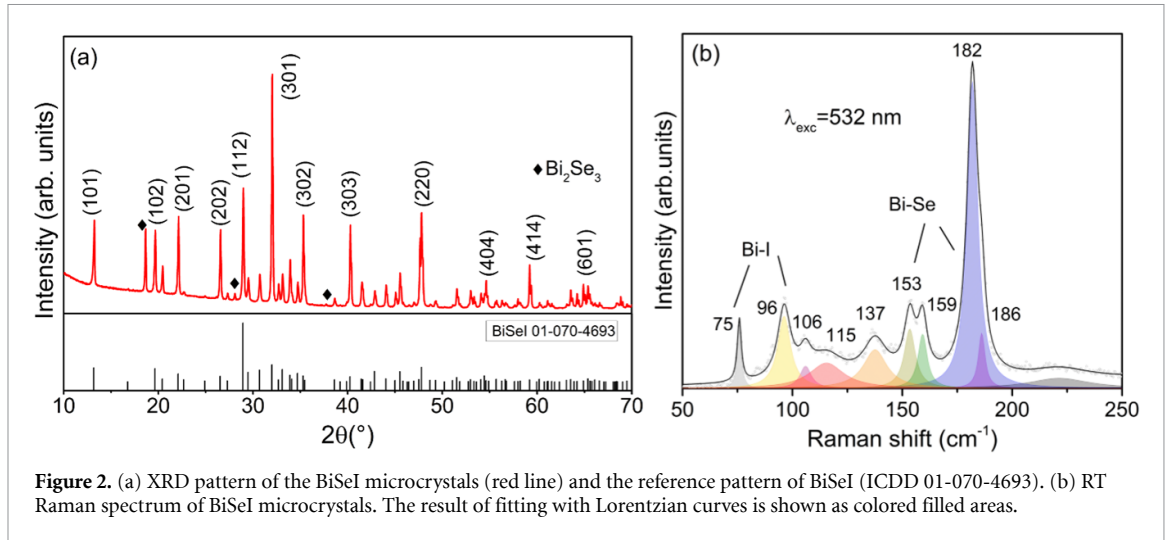 (a)
Intensity (arb. units)
(101)
(102)
(201)
(202)
(112)
(301)
(302)
(303)
(220)
(404)
(414)
(601)
♦Bi₂Se₃
BiSeI 01-070-4693
10 20 30 40 50 60 70
2θ(°)
(b)
Intensity (arb.units)
λexc=532 nm
182
Bi-Se
Bi-I
75
96
106
115
137
153
159
186
50 100 150 200 250
Raman shift (cm⁻¹)
Figure 2. (a) XRD pattern of the BiSeI microcrystals (red line) and the reference pattern of BiSeI (ICDD 01-070-4693). (b) RT
Raman spectrum of BiSeI microcrystals. The result of fitting with Lorentzian curves is shown as colored filled areas.